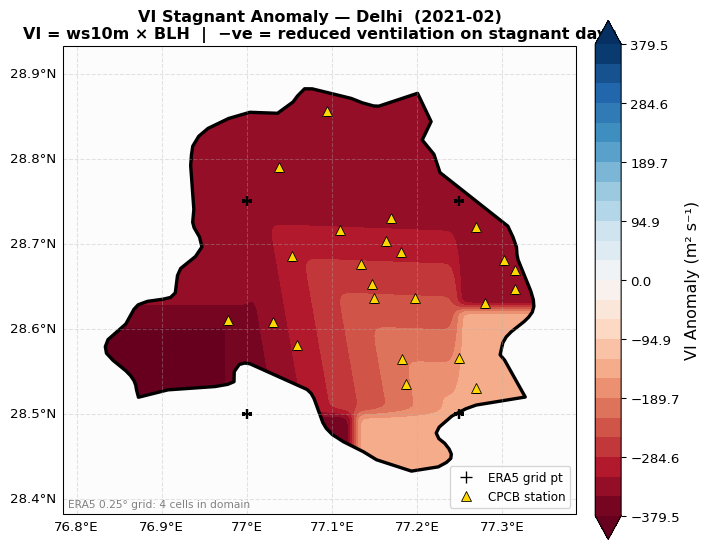 VI Stagnant Anomaly — Delhi  (2021-02)
VI = ws10m × BLH  |  −ve = reduced ventilation on stagnant
28.9°N
28.8°N
28.7°N
28.6°N
28.5°N
28.4°N
76.8°E
76.9°E
77°E
77.1°E
77.2°E
77.3°E
ERA5 0.25° grid: 4 cells in domain
ERA5 grid pt
CPCB station
379.5
284.6
189.7
94.9
0.0
−94.9
−189.7
−284.6
−379.5
VI Anomaly (m² s⁻¹)